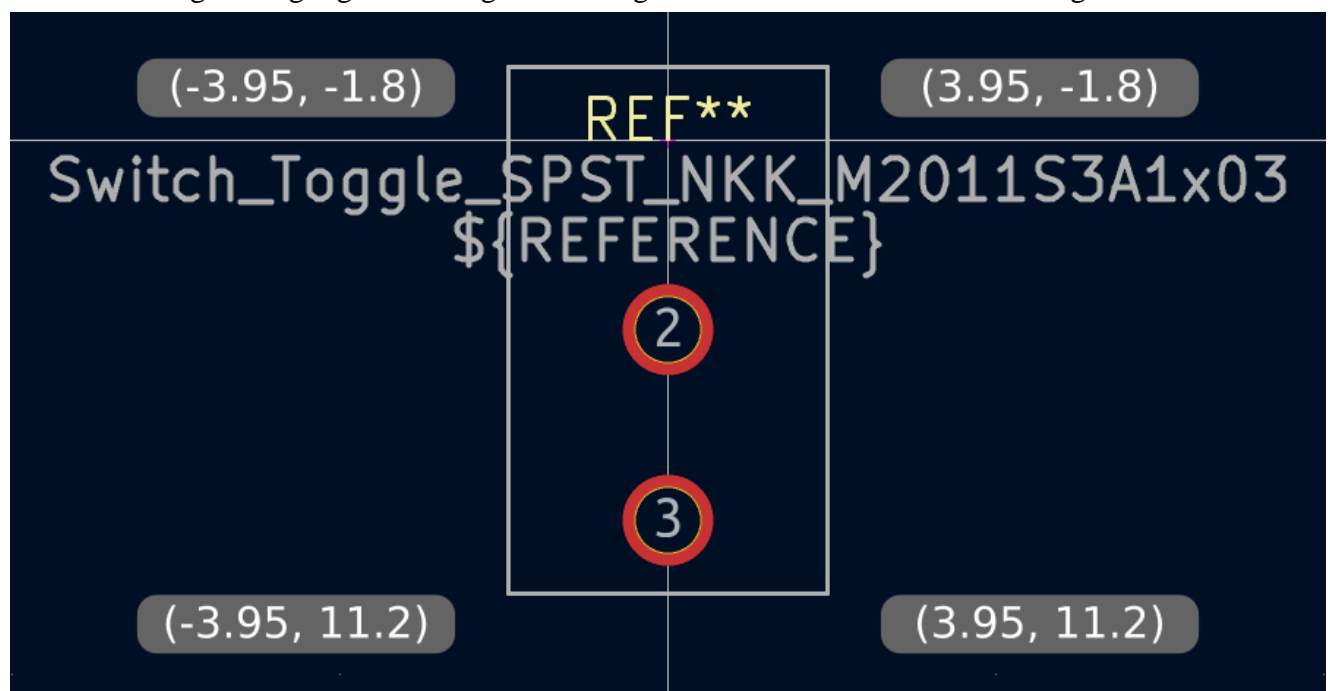 (-3.95, -1.8)
(3.95, -1.8)
REF**
Switch_Toggle_SPST_NKK_M2011S3A1x03
${REFERENCE}
2
3
(-3.95, 11.2)
(3.95, 11.2)